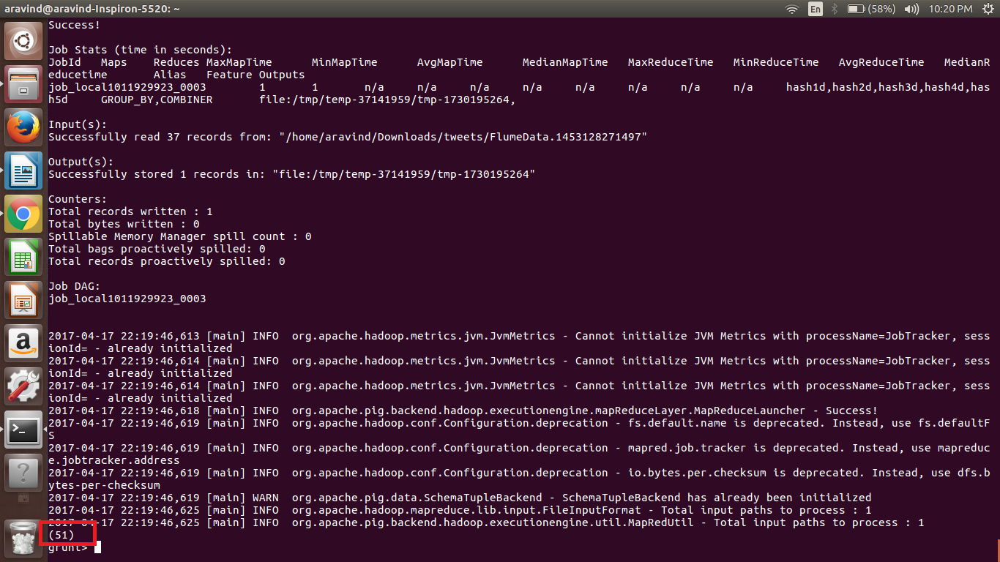 aravind@aravind-Inspiron-5520: ~
En (58%) 10:20 PM
Success!
Job Stats (time in seconds):
JobId Maps Reduces MaxMapTime MinMapTime AvgMapTime MedianMapTime MaxReduceTime MinReduceTime AvgReduceTime MedianR
educetime Alias Feature Outputs
job_local1011929923_0003 1 1 n/a n/a n/a n/a n/a n/a n/a n/a hash1d,hash2d,hash3d,hash4d,has
h5d GROUP_BY,COMBINER file:/tmp/temp-37141959/tmp-1730195264,
Input(s):
Successfully read 37 records from: "/home/aravind/Downloads/tweets/FlumeData.1453128271497"
Output(s):
Successfully stored 1 records in: "file:/tmp/temp-37141959/tmp-1730195264"
Counters:
Total records written : 1
Total bytes written : 0
Spillable Memory Manager spill count : 0
Total bags proactively spilled: 0
Total records proactively spilled: 0
Job DAG:
job_local1011929923_0003
2017-04-17 22:19:46,613 [main] INFO org.apache.hadoop.metrics.jvm.JvmMetrics - Cannot initialize JVM Metrics with processName=JobTracker, sess
ionId= - already initialized
2017-04-17 22:19:46,614 [main] INFO org.apache.hadoop.metrics.jvm.JvmMetrics - Cannot initialize JVM Metrics with processName=JobTracker, sess
ionId= - already initialized
2017-04-17 22:19:46,614 [main] INFO org.apache.hadoop.metrics.jvm.JvmMetrics - Cannot initialize JVM Metrics with processName=JobTracker, sess
ionId= - already initialized
2017-04-17 22:19:46,618 [main] INFO org.apache.pig.backend.hadoop.executionengine.mapReduceLayer.MapReduceLauncher - Success!
2017-04-17 22:19:46,619 [main] INFO org.apache.hadoop.conf.Configuration.deprecation - fs.default.name is deprecated. Instead, use fs.defaultF
S
2017-04-17 22:19:46,619 [main] INFO org.apache.hadoop.conf.Configuration.deprecation - mapred.job.tracker is deprecated. Instead, use mapreduc
e.jobtracker.address
2017-04-17 22:19:46,619 [main] INFO org.apache.hadoop.conf.Configuration.deprecation - io.bytes.per.checksum is deprecated. Instead, use dfs.b
ytes-per-checksum
2017-04-17 22:19:46,619 [main] WARN org.apache.pig.data.SchemaTupleBackend - SchemaTupleBackend has already been initialized
2017-04-17 22:19:46,625 [main] INFO org.apache.hadoop.mapreduce.lib.input.FileInputFormat - Total input paths to process : 1
2017-04-17 22:19:46,625 [main] INFO org.apache.pig.backend.hadoop.executionengine.util.MapRedUtil - Total input paths to process : 1
(51)
grunt>